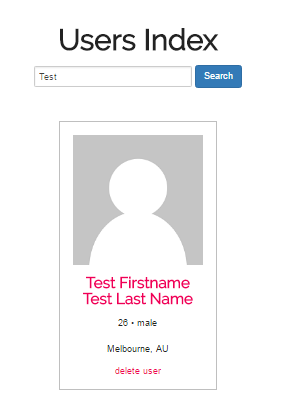 Users Index
Test
Search
Test Firstname
Test Last Name
26 • male
Melbourne, AU
delete user